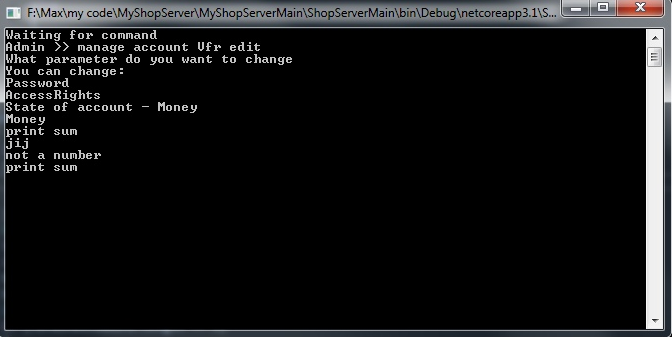 F:\Max\my code\MyShopServer\MyShopServerMain\ShopServerMain\bin\Debug\netcoreapp3.1\S...
Waiting for command
Admin >> manage account Vfr edit
What parameter do you want to change
You can change:
Password
AccessRights
State of account - Money
Money
print sum
jij
not a number
print sum